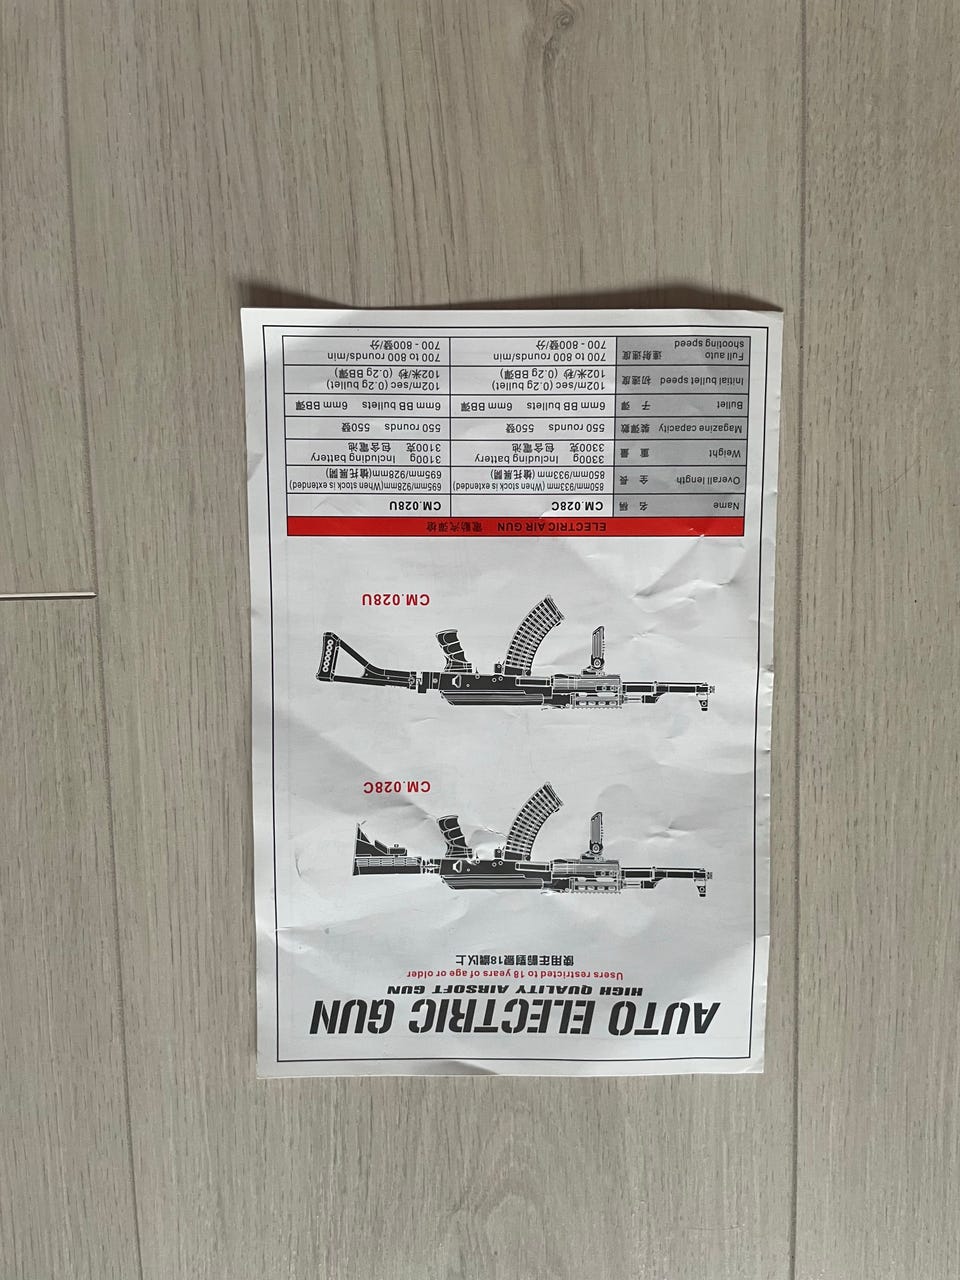 AUTO ELECTRIC GUN
HIGH QUALITY AIRSOFT GUN
Users restricted to 18 years of age or older
使用年齡對象18歲以上
CM.028C
CM.028U
ELECTRIC AIR GUN 電動汽彈槍
Name 名稱 CM.028C CM.028U
Overall length 全長 850mm/933mm (When stock is extended) 695mm/928mm (When stock is extended)
850mm/933mm (槍托展開) 695mm/928mm(槍托展開)
Weight 重量 3300g Including battery 3100g Including battery
3300克 包含電池 3100克 包含電池
Magazine capacity 裝彈數 550 rounds 550發 550 rounds 550發
Bullet 子彈 6mm BB bullets 6mm BB彈 6mm BB bullets 6mm BB彈
Initial bullet speed 初速度 102m/sec (0.2g bullet) 102m/sec (0.2g bullet)
102米/秒 (0.2g BB彈) 102米/秒 (0.2g BB彈)
Full auto 連射速度 700 to 800 rounds/min 700 to 800 rounds/min
shooting speed 700 - 800發/分 700 - 800發/分